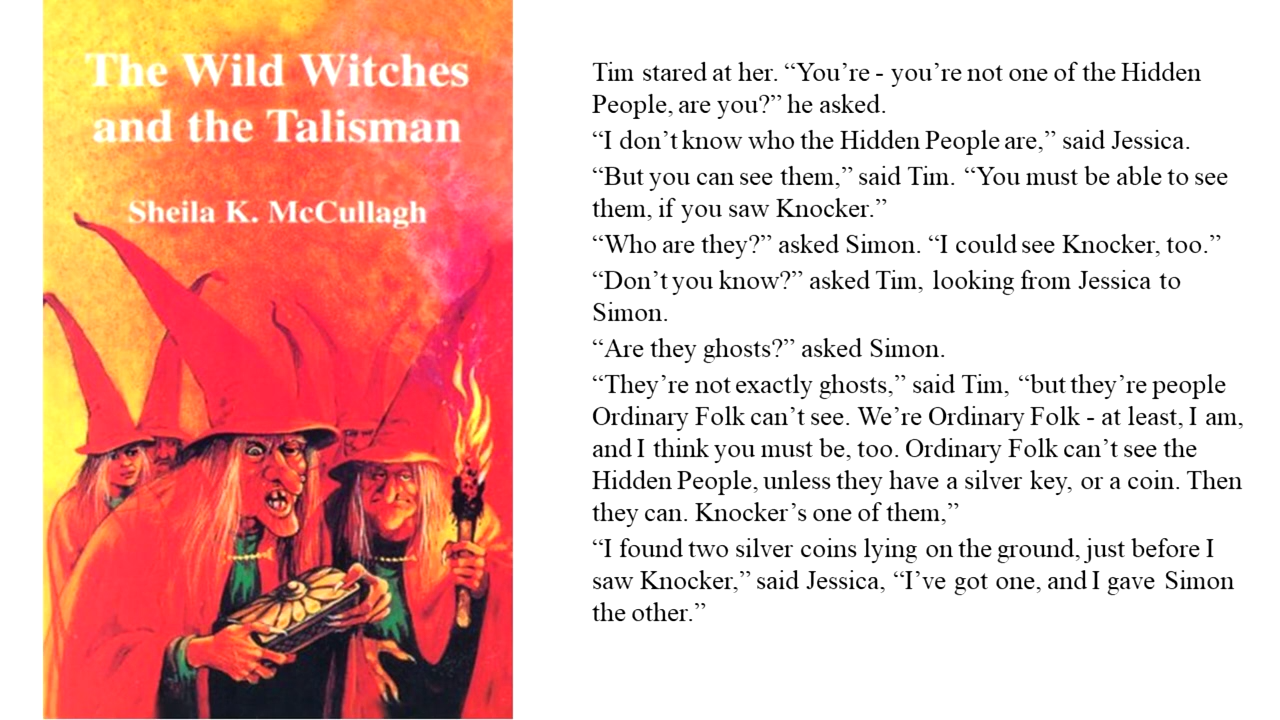 The Wild Witches
and the Talisman
Sheila K. McCullagh
Tim stared at her. “You’re - you’re not one of the Hidden
People, are you?” he asked.
“I don’t know who the Hidden People are,” said Jessica.
“But you can see them,” said Tim. “You must be able to see
them, if you saw Knocker.”
“Who are they?” asked Simon. “I could see Knocker, too.”
“Don’t you know?” asked Tim, looking from Jessica to
Simon.
“Are they ghosts?” asked Simon.
“They’re not exactly ghosts,” said Tim, “but they’re people
Ordinary Folk can’t see. We’re Ordinary Folk - at least, I am,
and I think you must be, too. Ordinary Folk can’t see the
Hidden People, unless they have a silver key, or a coin. Then
they can. Knocker’s one of them,”
“I found two silver coins lying on the ground, just before I
saw Knocker,” said Jessica, “I’ve got one, and I gave Simon
the other.”